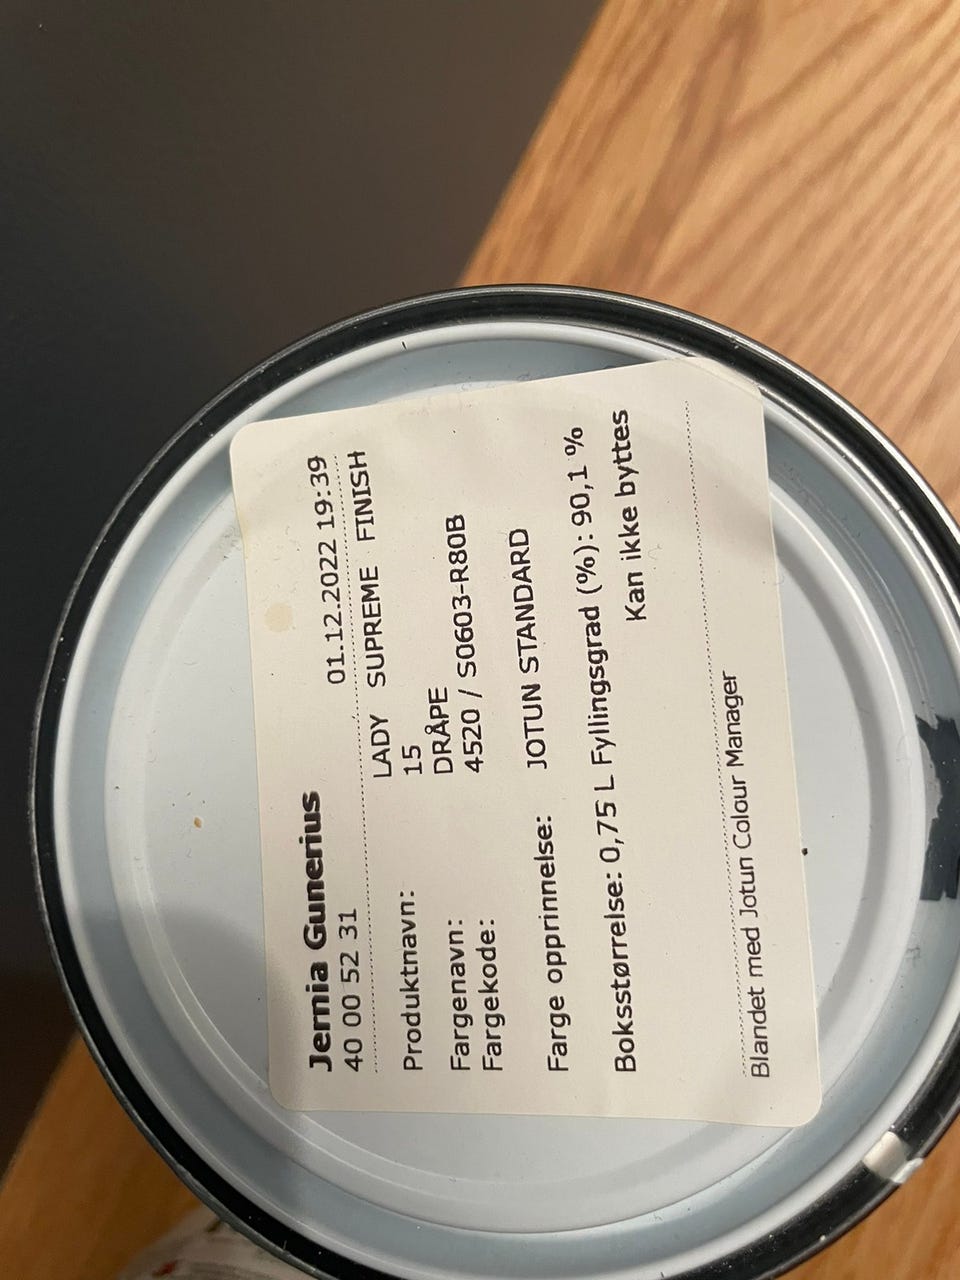 Jernia Gunerius
40 00 52 31 01.12.2022 19:39
Produktnavn: LADY SUPREME FINISH
15
Fargenavn: DRÅPE
Fargekode: 4520 / S0603-R80B
Farge opprinnelse: JOTUN STANDARD
Boksstørrelse: 0,75 L Fyllingsgrad (%): 90,1 %
Kan ikke byttes
Blandet med Jotun Colour Manager